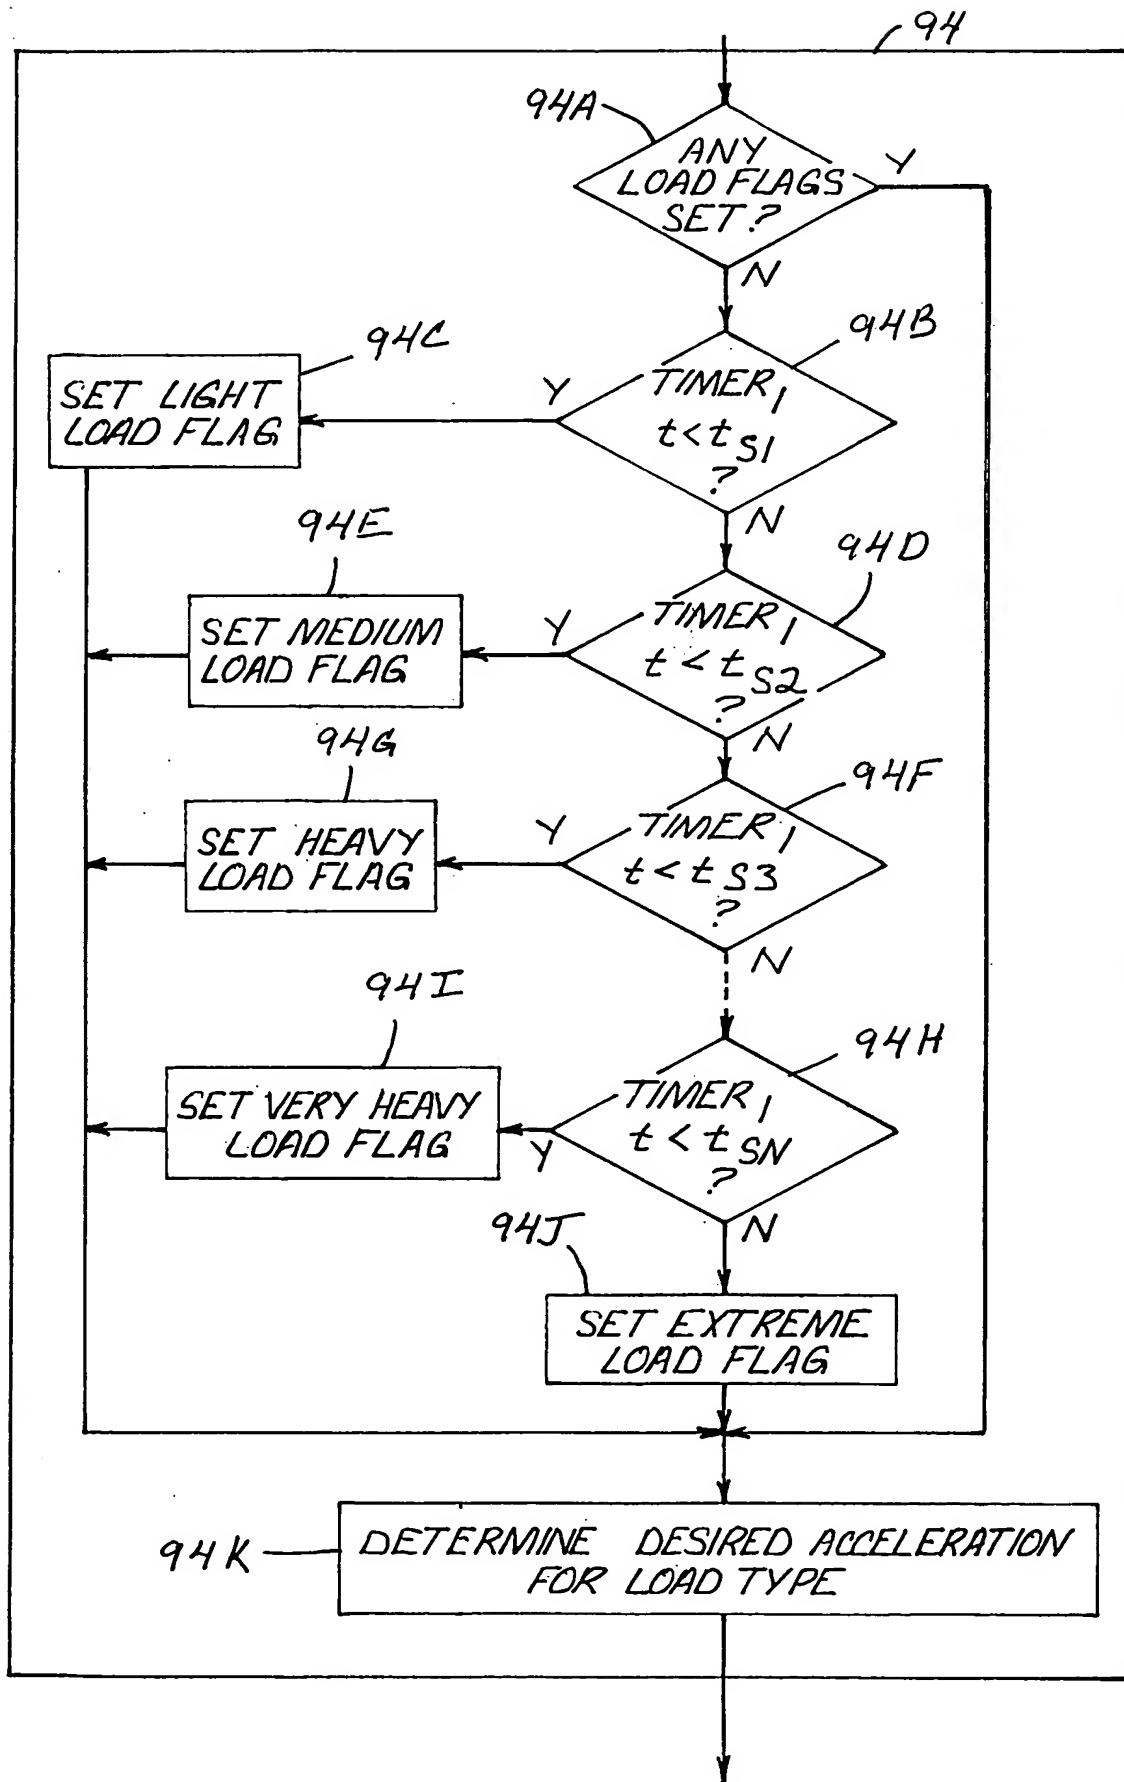 94
94A
ANY
LOAD FLAGS
SET?
Y
N
94B
94C
SET LIGHT
LOAD FLAG
Y
TIMER1
t < tS1
?
N
94E
94D
SET MEDIUM
LOAD FLAG
Y
TIMER1
t < tS2
?
N
94G
94F
SET HEAVY
LOAD FLAG
Y
TIMER1
t < tS3
?
N
94I
94H
SET VERY HEAVY
LOAD FLAG
Y
TIMER1
t < tSN
?
N
94J
SET EXTREME
LOAD FLAG
94K
DETERMINE DESIRED ACCELERATION
FOR LOAD TYPE